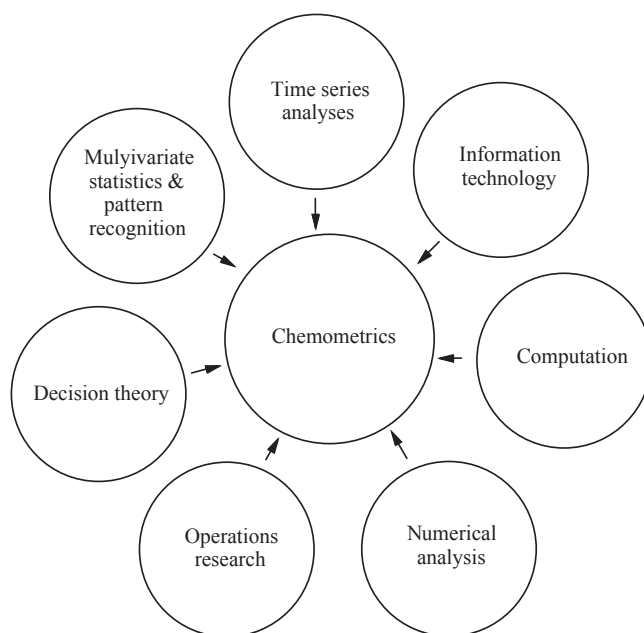 Time series
analyses
Information
technology
Mulyivariate
statistics &
pattern
recognition
Chemometrics
Computation
Decision theory
Operations
research
Numerical
analysis